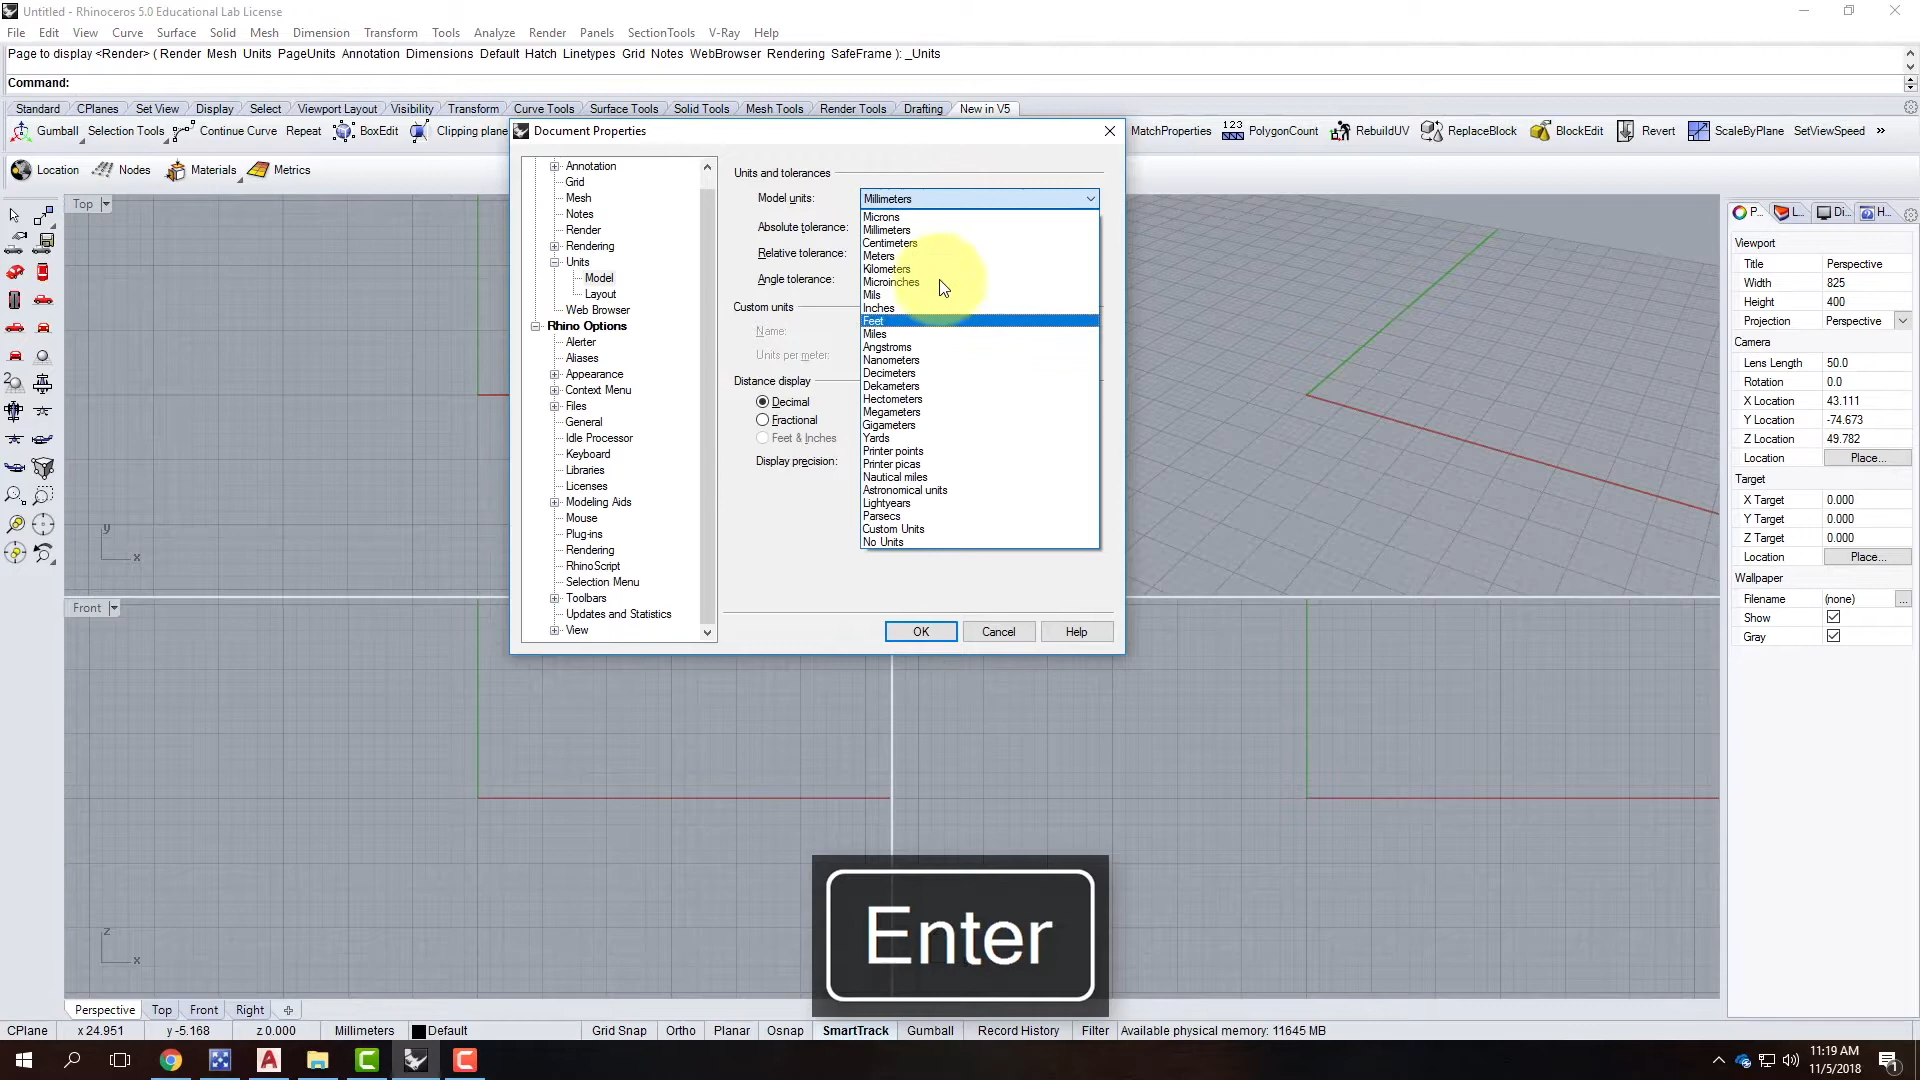 Untitled - Rhinoceros 5.0 Educational Lab License
File Edit View Curve Surface Solid Mesh Dimension Transform Tools Analyze Render Panels SectionTools V-Ray Help
Page to display <Render> ( Render Mesh Units PageUnits Annotation Dimensions Default Hatch Linetypes Grid Notes WebBrowser Rendering SafeFrame ): _Units
Command:
Standard CPlanes Set View Display Select Viewport Layout Visibility Transform Curve Tools Surface Tools Solid Tools Mesh Tools Render Tools Drafting New in V5
Gumball Selection Tools Continue Curve Repeat BoxEdit Clipping plane MatchProperties 123 PolygonCount RebuildUV ReplaceBlock BlockEdit Revert ScaleByPlane SetViewSpeed »
Location Nodes Materials Metrics
Document Properties
Annotation
Grid
Mesh
Notes
Render
Rendering
Units
Model
Layout
Web Browser
Rhino Options
Alerter
Aliases
Appearance
Context Menu
Files
General
Idle Processor
Keyboard
Libraries
Licenses
Modeling Aids
Mouse
Plug-ins
Rendering
RhinoScript
Selection Menu
Toolbars
Updates and Statistics
View
Units and tolerances
Model units: Millimeters
Absolute tolerance:
Relative tolerance:
Angle tolerance:
Custom units
Name:
Units per meter:
Distance display
Decimal
Fractional
Feet & Inches
Display precision:
Microns
Millimeters
Centimeters
Meters
Kilometers
Microinches
Mils
Inches
Feet
Miles
Angstroms
Nanometers
Decimeters
Dekameters
Hectometers
Megameters
Gigameters
Yards
Printer points
Printer picas
Nautical miles
Astronomical units
Lightyears
Parsecs
Custom Units
No Units
OK Cancel Help
Top
y
x
Front
z
x
P... L... Di... H...
Viewport
Title Perspective
Width 825
Height 400
Projection Perspective
Camera
Lens Length 50.0
Rotation 0.0
X Location 43.111
Y Location -74.673
Z Location 49.782
Location Place...
Target
X Target 0.000
Y Target 0.000
Z Target 0.000
Location Place...
Wallpaper
Filename (none) ...
Show
Gray
Enter
Perspective Top Front Right
CPlane x 24.951 y -5.168 z 0.000 Millimeters Default Grid Snap Ortho Planar Osnap SmartTrack Gumball Record History Filter Available physical memory: 11645 MB
11:19 AM
11/5/2018
1